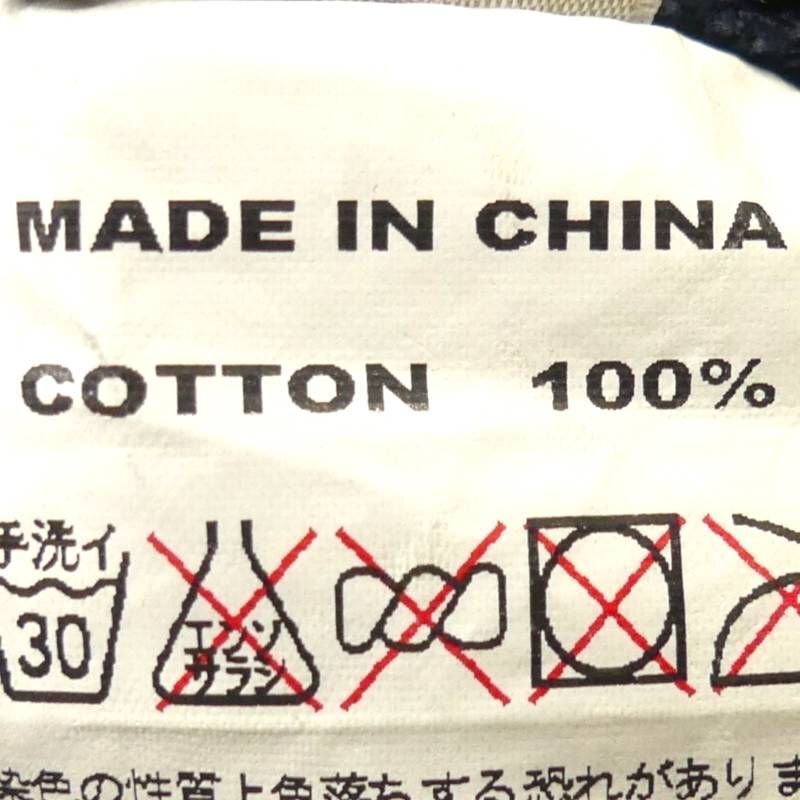 MADE IN CHINA
COTTON 100%
手洗イ
30
エンソ
サラシ
染色の性質上色落ちする恐れがありま